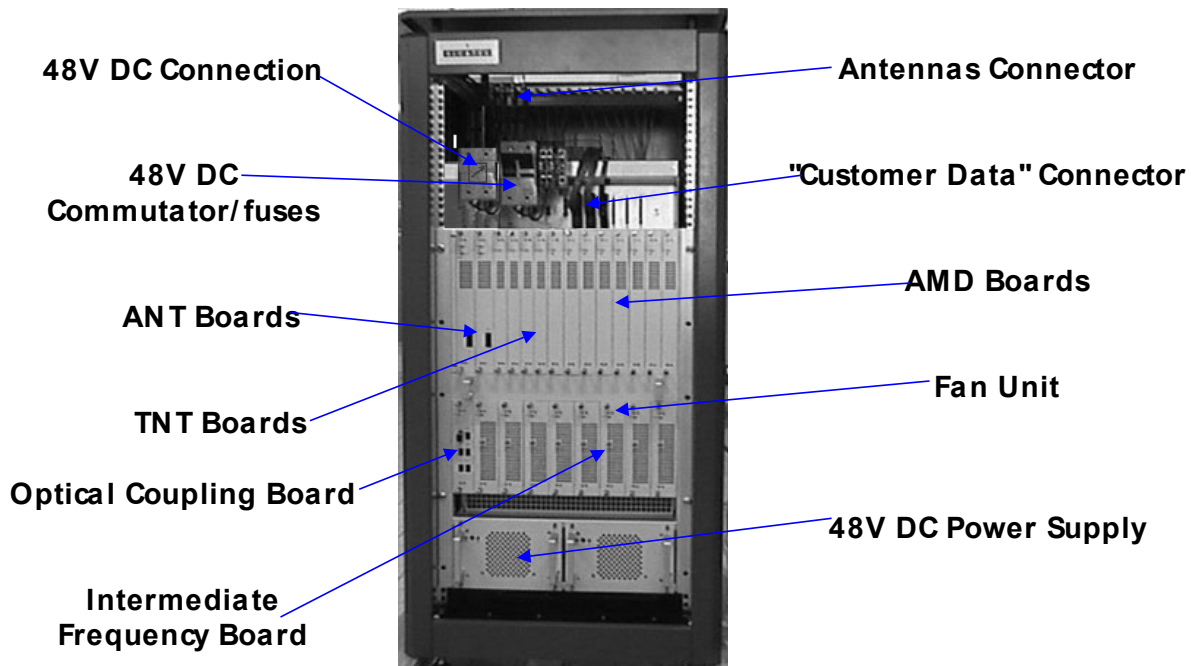 48V DC Connection
48V DC
Commutator/fuses
ANT Boards
TNT Boards
Optical Coupling Board
Intermediate
Frequency Board
ALCATEL
Antennas Connector
"Customer Data" Connector
AMD Boards
Fan Unit
48V DC Power Supply